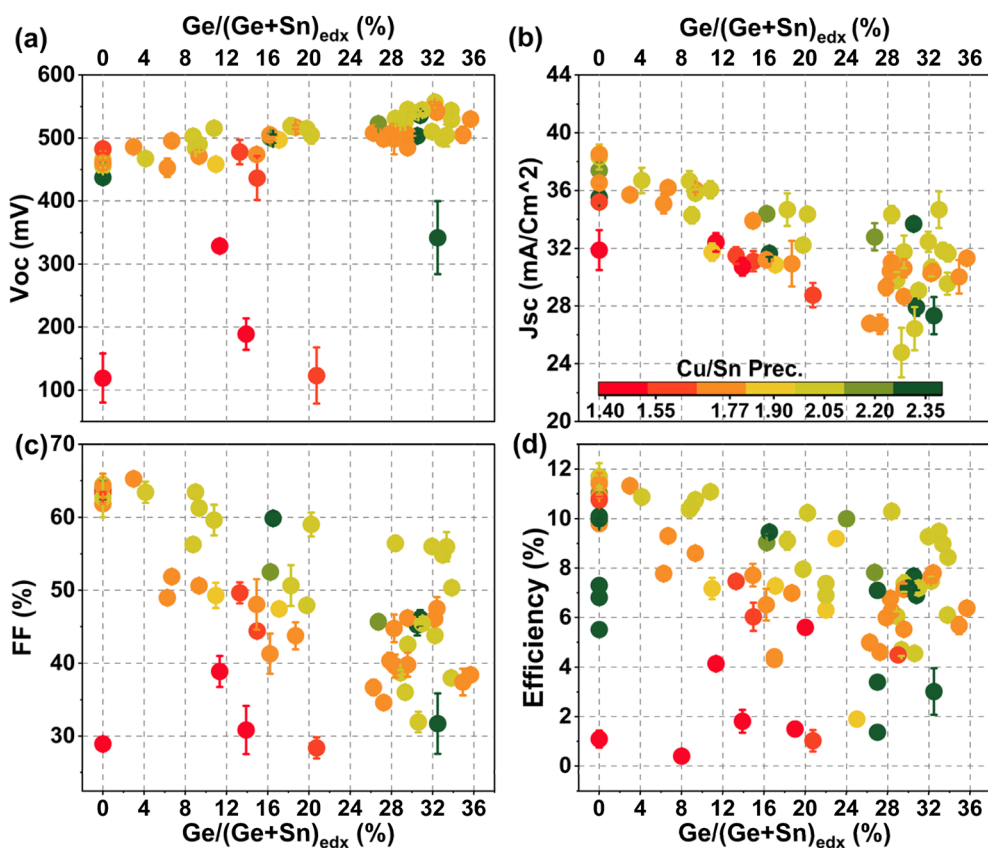 Ge/(Ge+Sn)edx (%)
Ge/(Ge+Sn)edx (%)
(a)
(b)
0 4 8 12 16 20 24 28 32 36
0 4 8 12 16 20 24 28 32 36
600
500
400
300
200
100
Voc (mV)
40
36
32
28
24
20
Jsc (mA/Cm^2)
Cu/Sn Prec.
1.40 1.55 1.77 1.90 2.05 2.20 2.35
(c)
(d)
70
60
50
40
30
FF (%)
12
10
8
6
4
2
0
Efficiency (%)
0 4 8 12 16 20 24 28 32 36
0 4 8 12 16 20 24 28 32 36
Ge/(Ge+Sn)edx (%)
Ge/(Ge+Sn)edx (%)